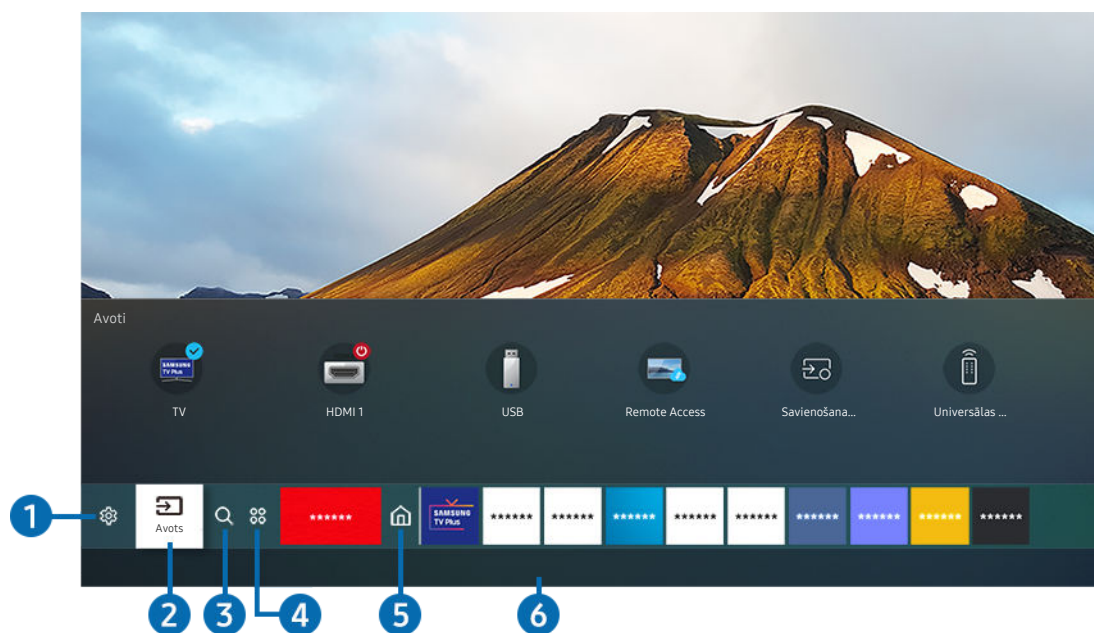 Avoti
SAMSUNG
TV Plus
TV
HDMI 1
USB
Remote Access
Savienošana...
Universālas ...
1
Avots
******
SAMSUNG
TV Plus
******
******
******
******
******
******
******
******
******
2
3
4
5
6